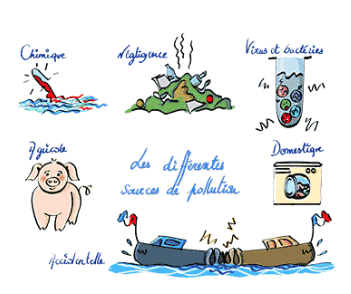 Chimique
Négligence
Virus et bactéries
Agricole
Les différentes
sources de pollution
Domestique
Accidentelle